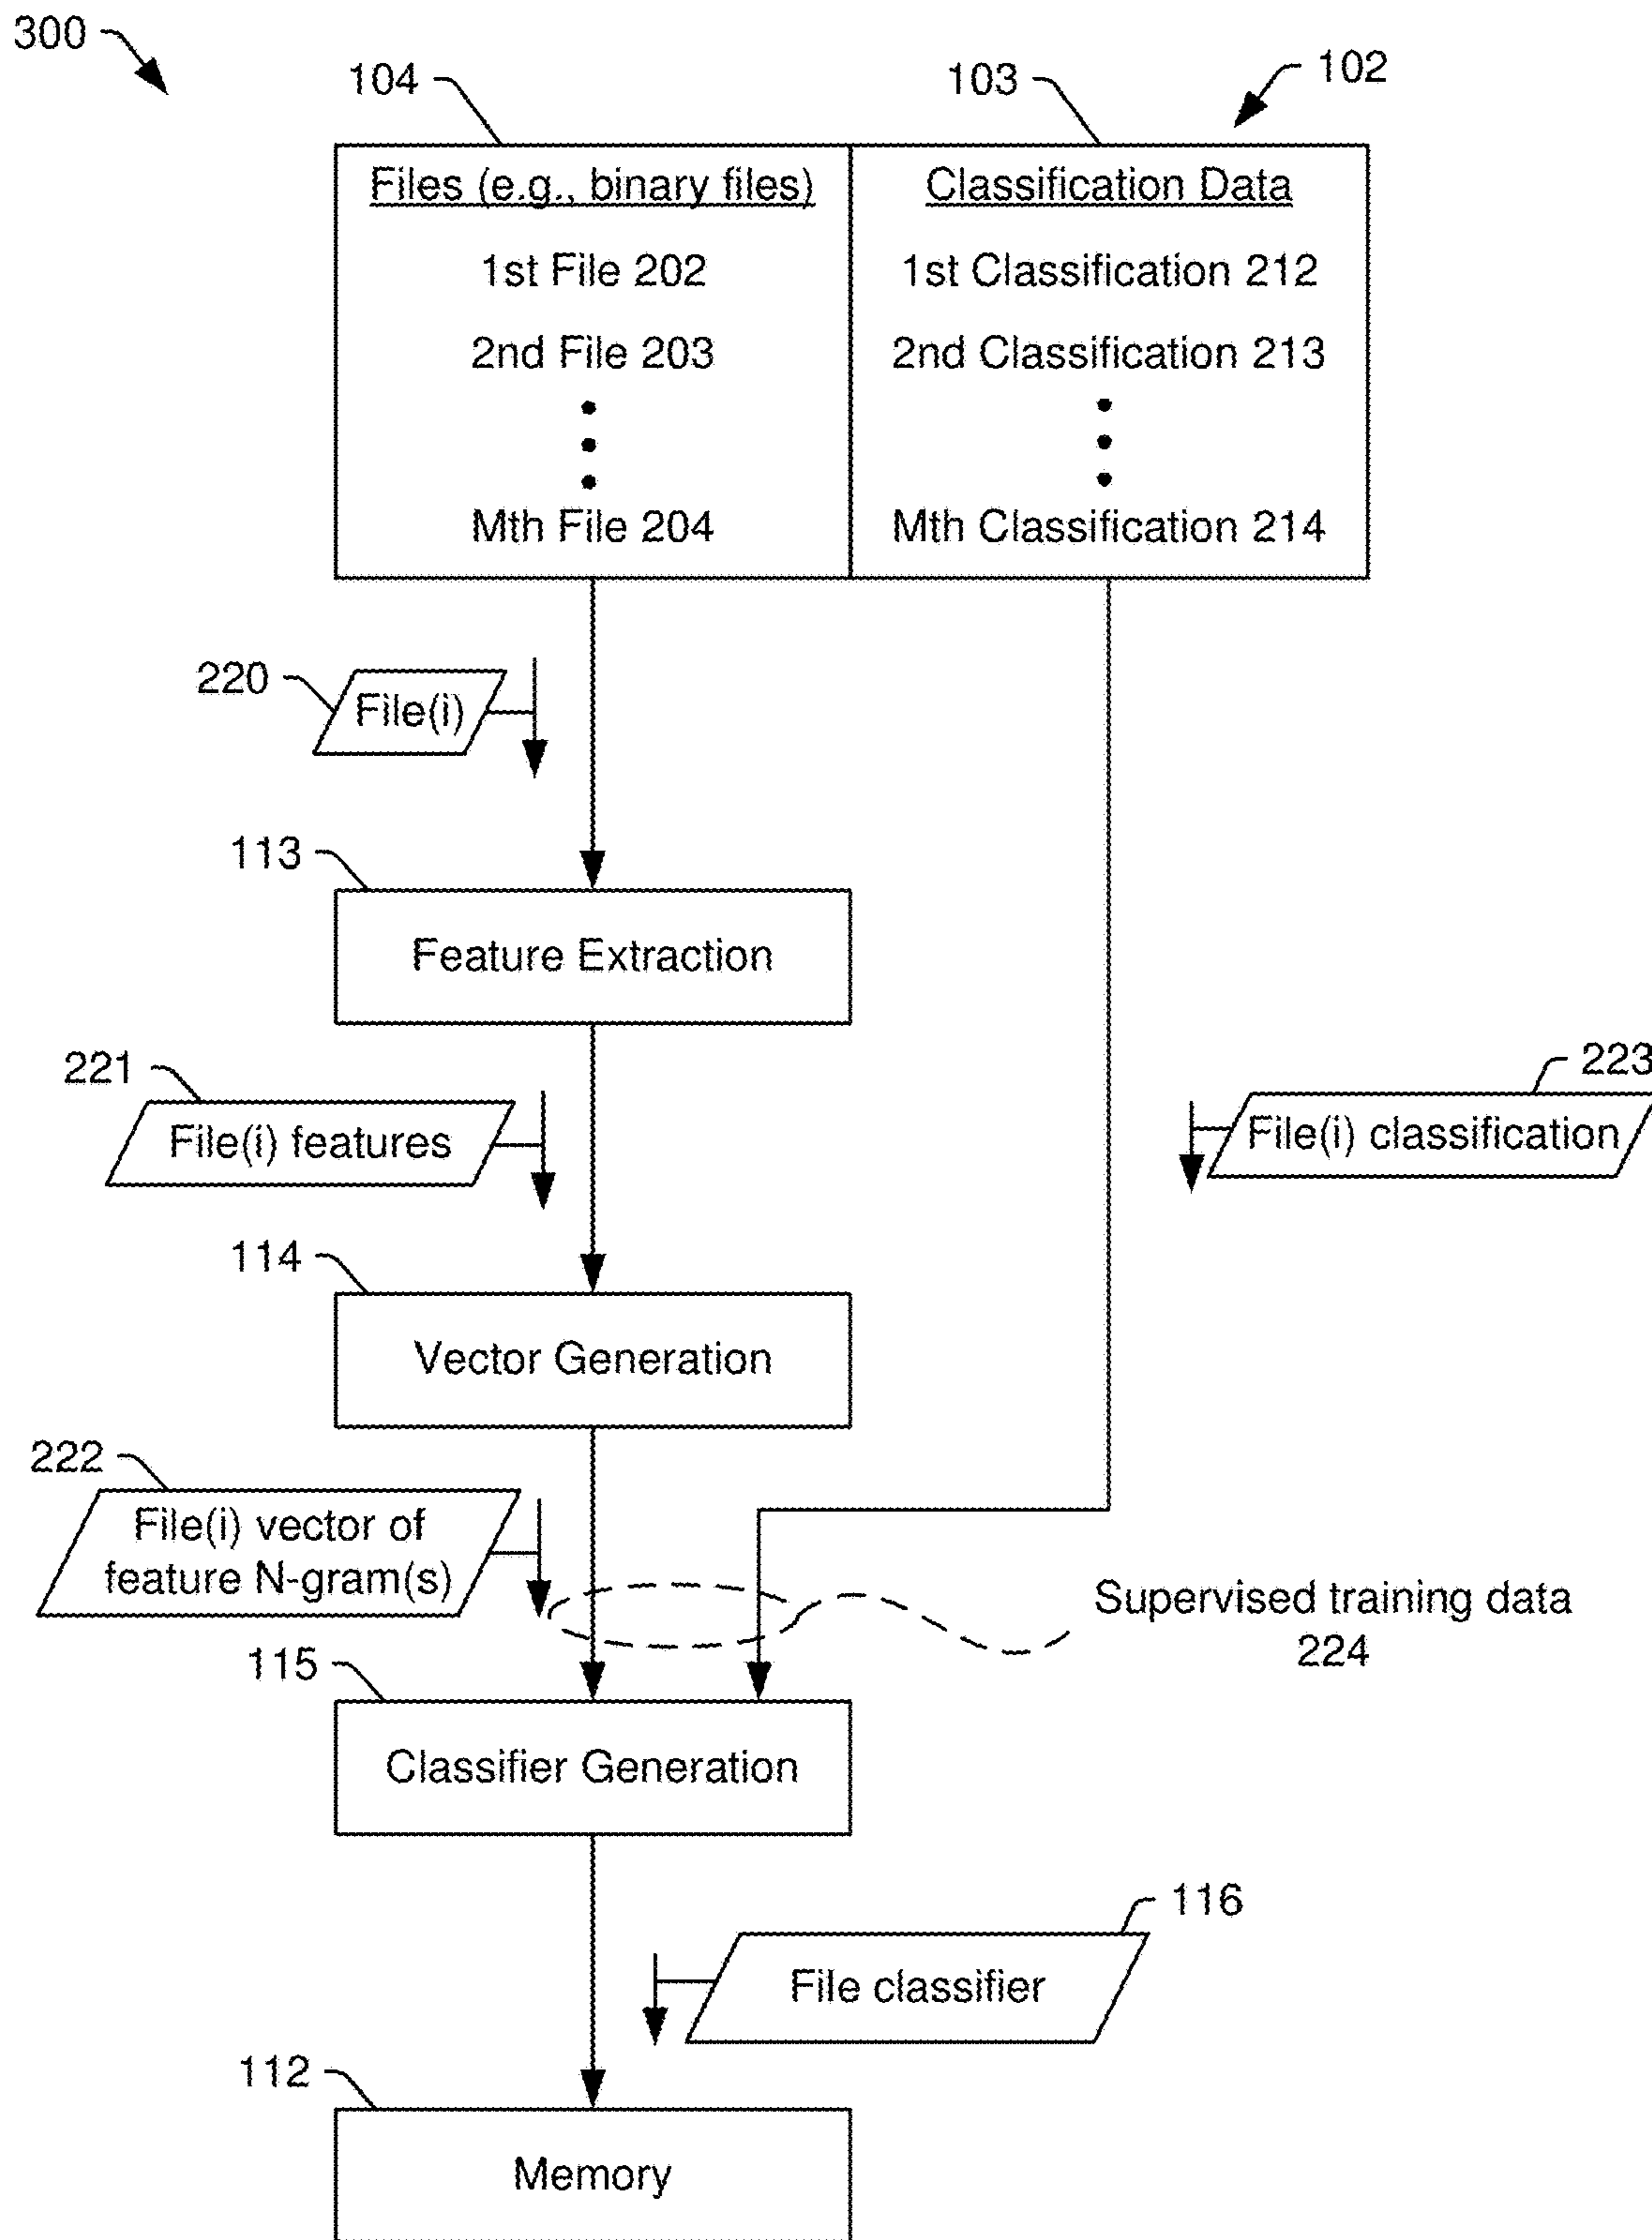 300
104
103
102
Files (e.g., binary files)
Classification Data
1st File 202
1st Classification 212
2nd File 203
2nd Classification 213
Mth File 204
Mth Classification 214
220
File(i)
113
Feature Extraction
221
File(i) features
223
File(i) classification
114
Vector Generation
222
File(i) vector of
feature N-gram(s)
Supervised training data
224
115
Classifier Generation
116
File classifier
112
Memory